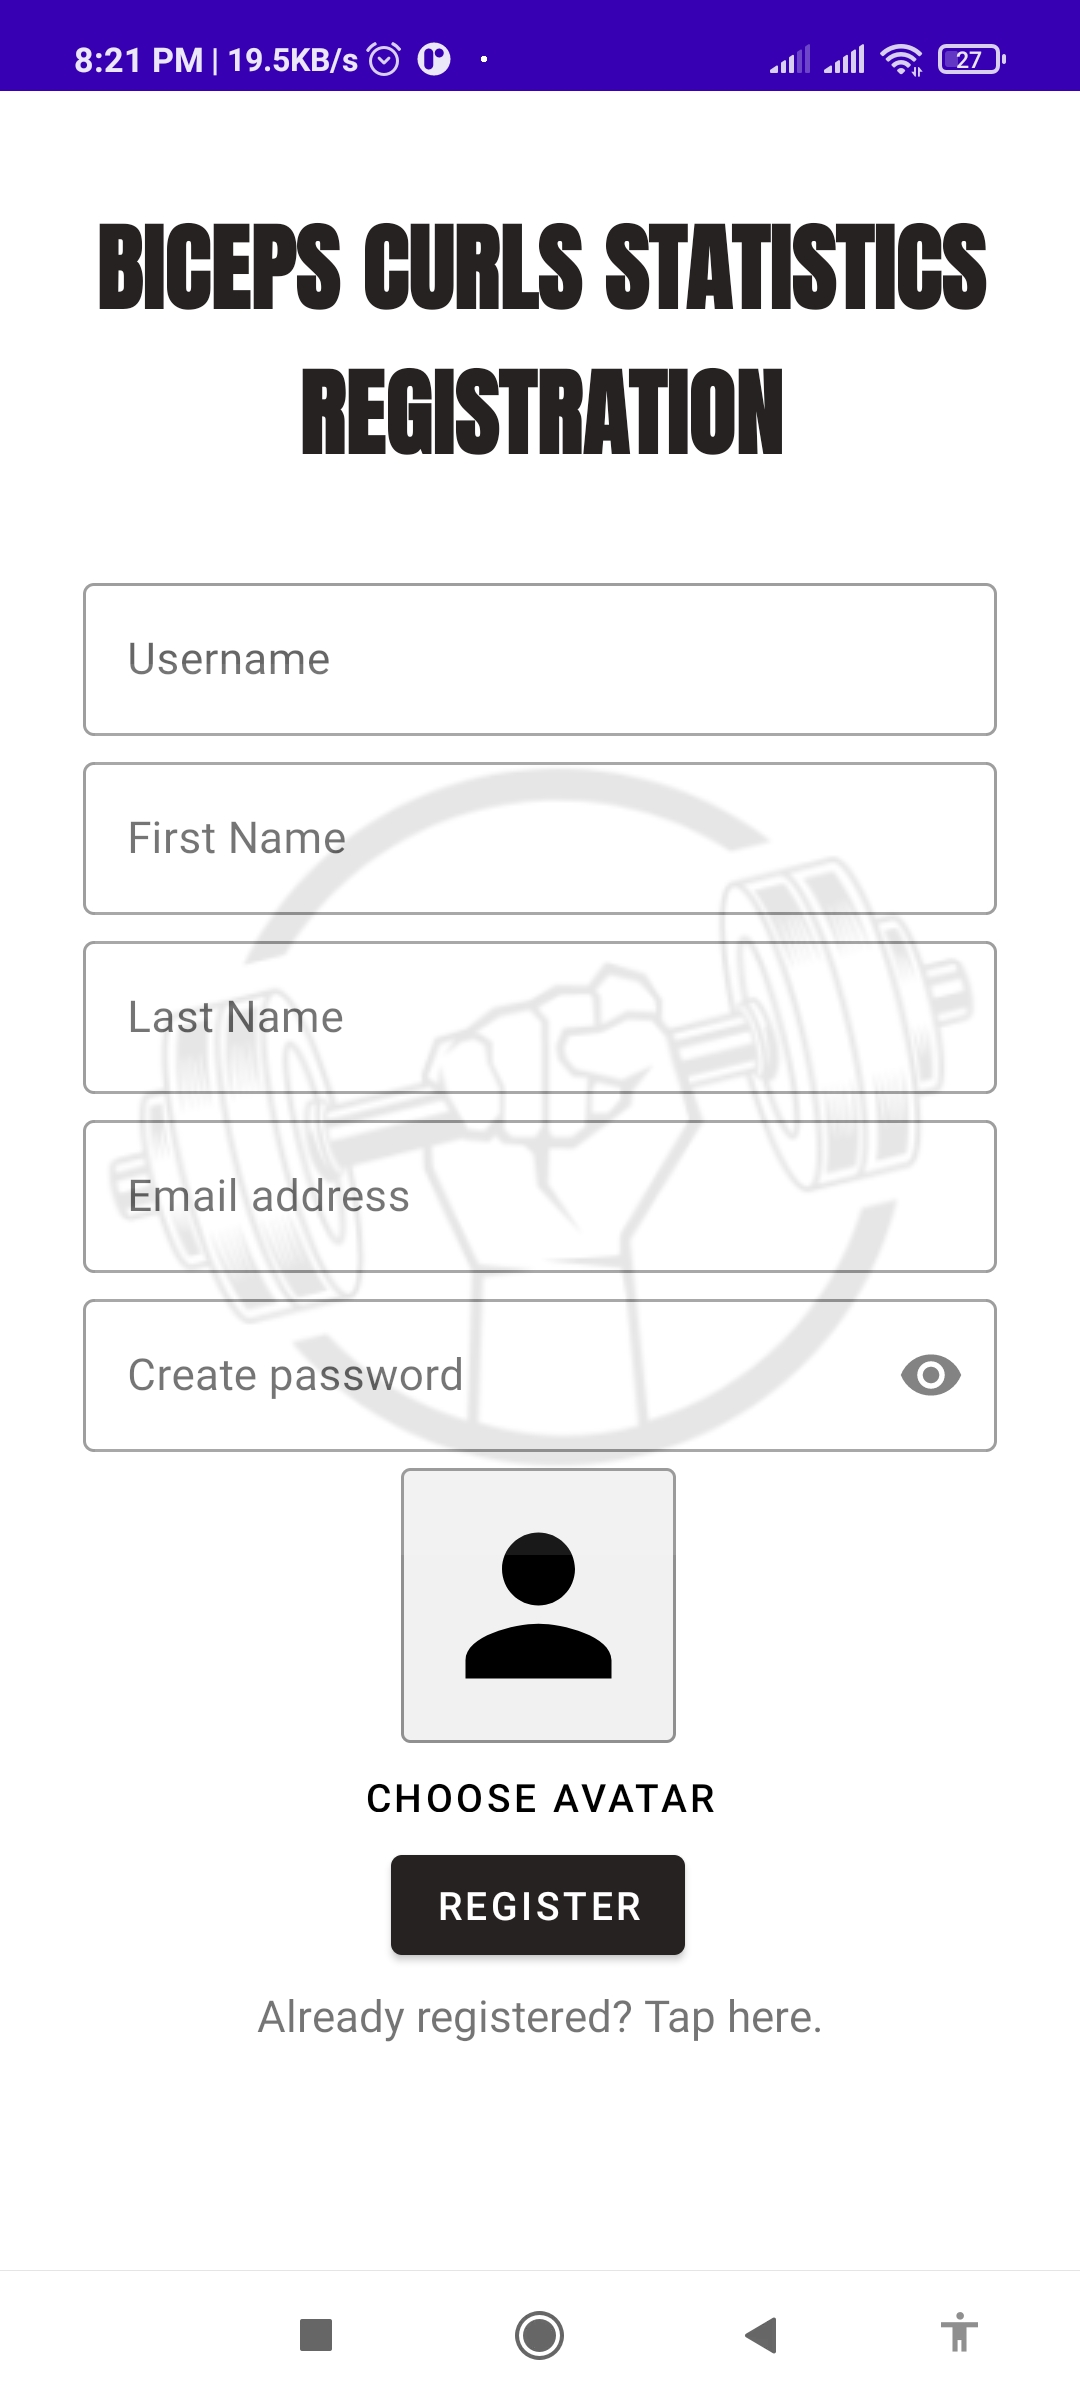 8:21 PM | 19.5KB/s 27
BICEPS CURLS STATISTICS
REGISTRATION
Username
First Name
Last Name
Email address
Create password
CHOOSE AVATAR
REGISTER
Already registered? Tap here.